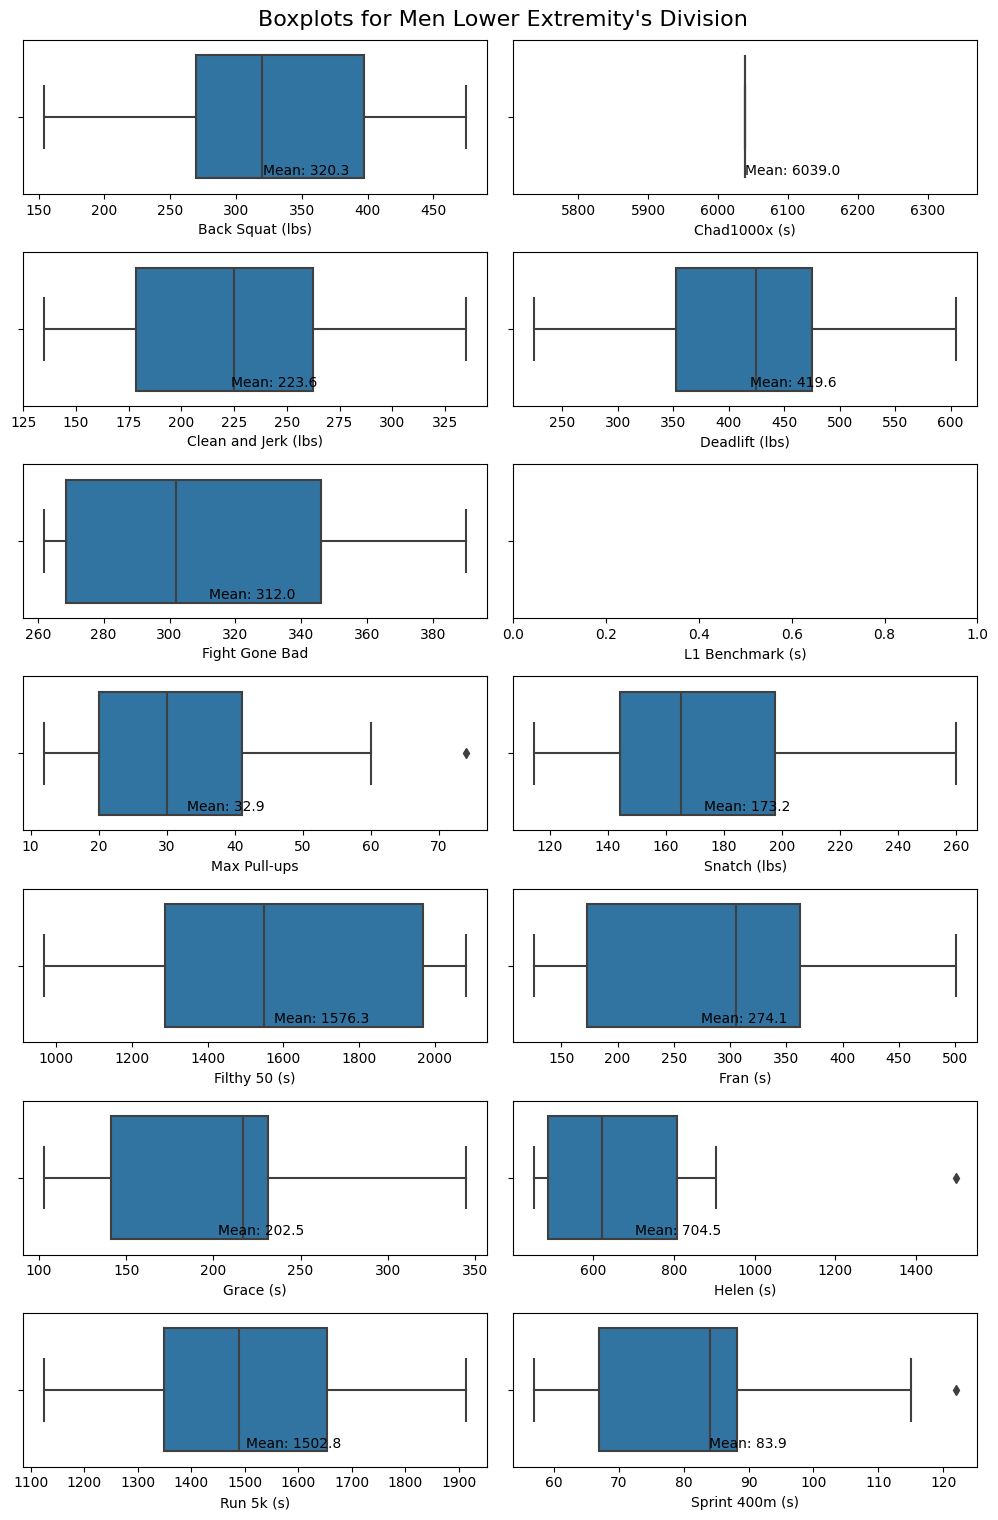 Boxplots for Men Lower Extremity's Division
Mean: 320.3
150 200 250 300 350 400 450
Back Squat (lbs)
Mean: 6039.0
5800 5900 6000 6100 6200 6300
Chad1000x (s)
Mean: 223.6
125 150 175 200 225 250 275 300 325
Clean and Jerk (lbs)
Mean: 419.6
250 300 350 400 450 500 550 600
Deadlift (lbs)
Mean: 312.0
260 280 300 320 340 360 380
Fight Gone Bad
0.0 0.2 0.4 0.6 0.8 1.0
L1 Benchmark (s)
Mean: 32.9
10 20 30 40 50 60 70
Max Pull-ups
Mean: 173.2
120 140 160 180 200 220 240 260
Snatch (lbs)
Mean: 1576.3
1000 1200 1400 1600 1800 2000
Filthy 50 (s)
Mean: 274.1
150 200 250 300 350 400 450 500
Fran (s)
Mean: 202.5
100 150 200 250 300 350
Grace (s)
Mean: 704.5
600 800 1000 1200 1400
Helen (s)
Mean: 1502.8
1100 1200 1300 1400 1500 1600 1700 1800 1900
Run 5k (s)
Mean: 83.9
60 70 80 90 100 110 120
Sprint 400m (s)